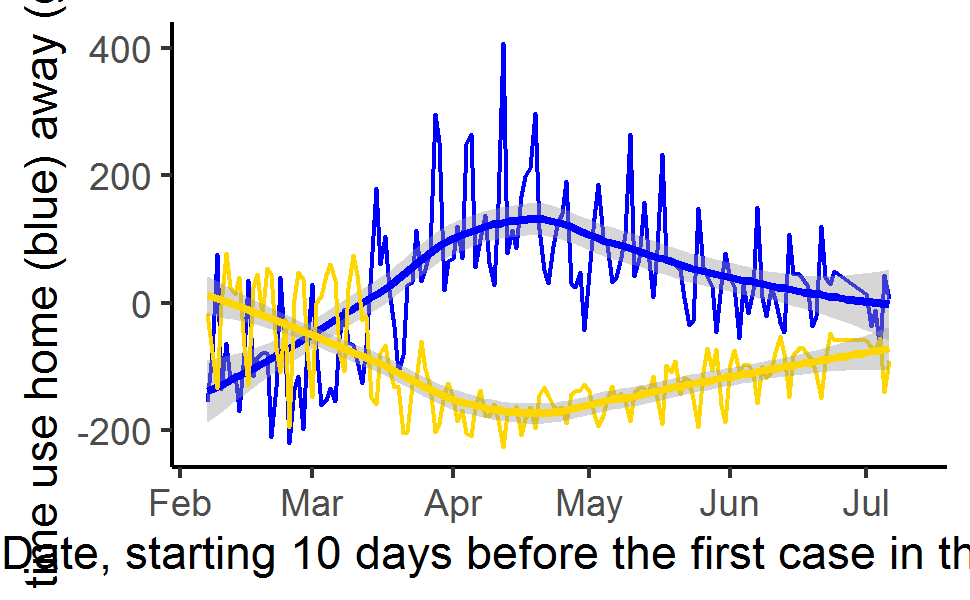 time use home (blue) away (
400
200
0
-200
Feb Mar Apr May Jun Jul
Date, starting 10 days before the first case in th